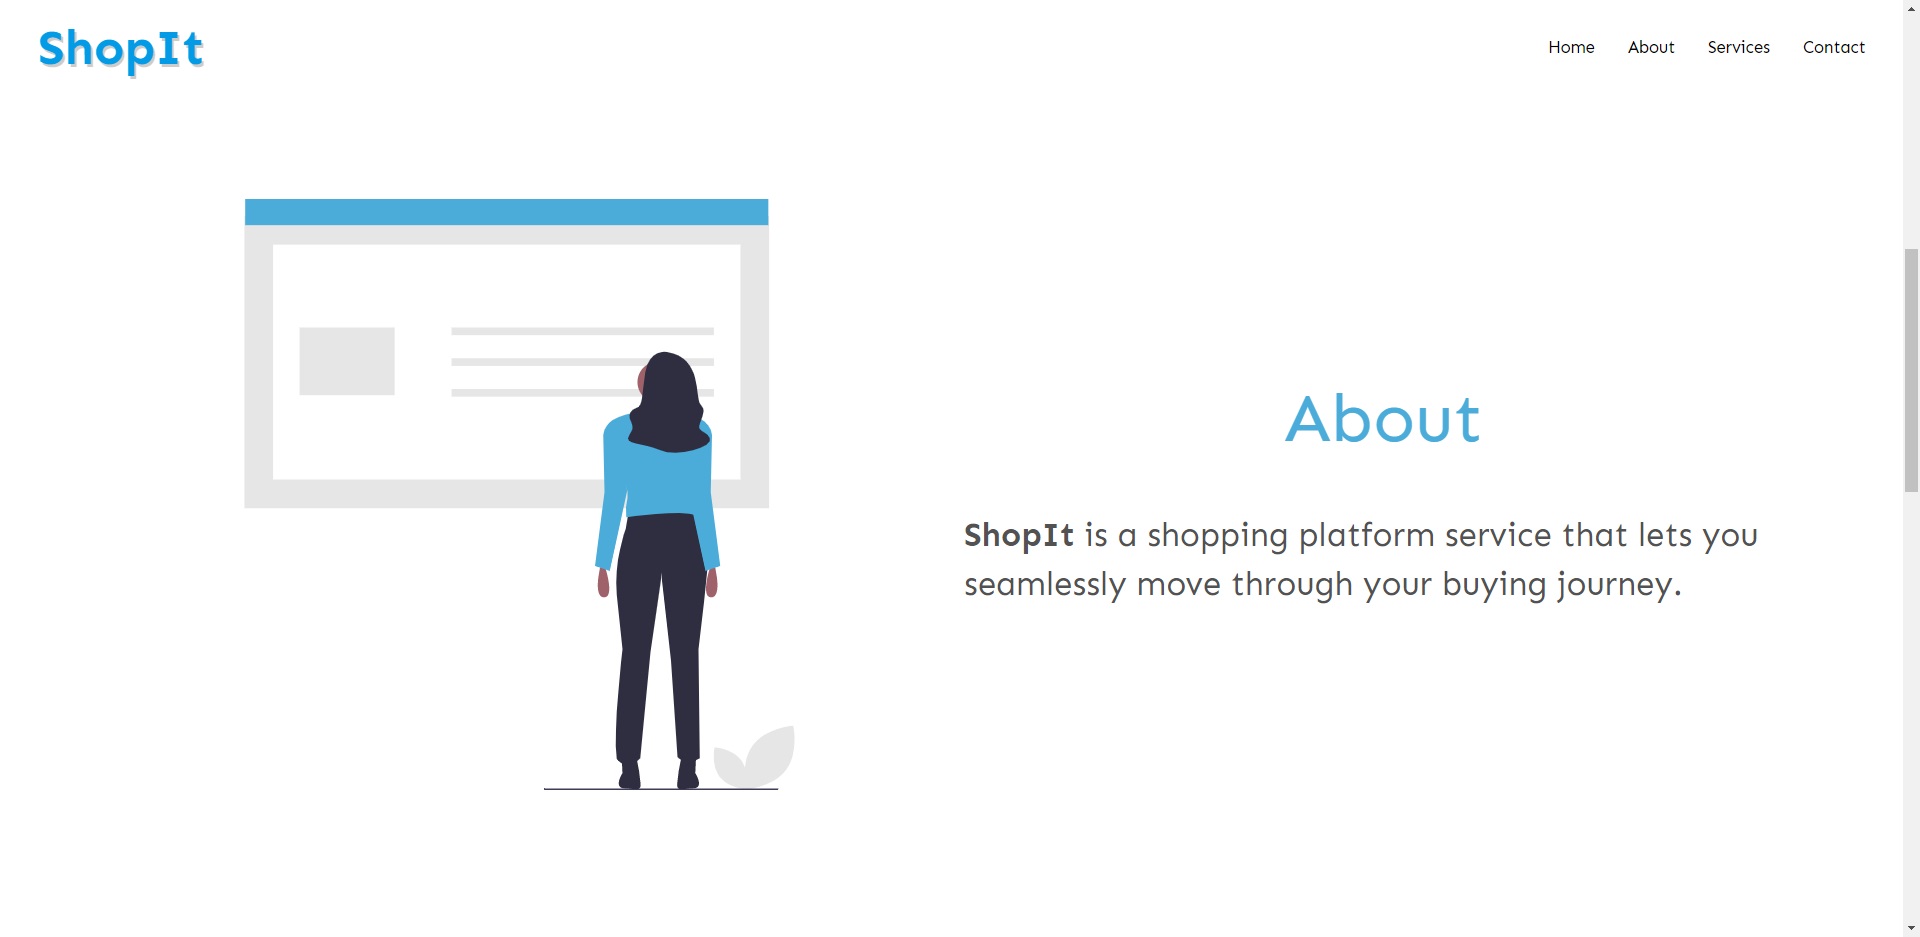 ShopIt
Home About Services Contact
About
ShopIt is a shopping platform service that lets you
seamlessly move through your buying journey.